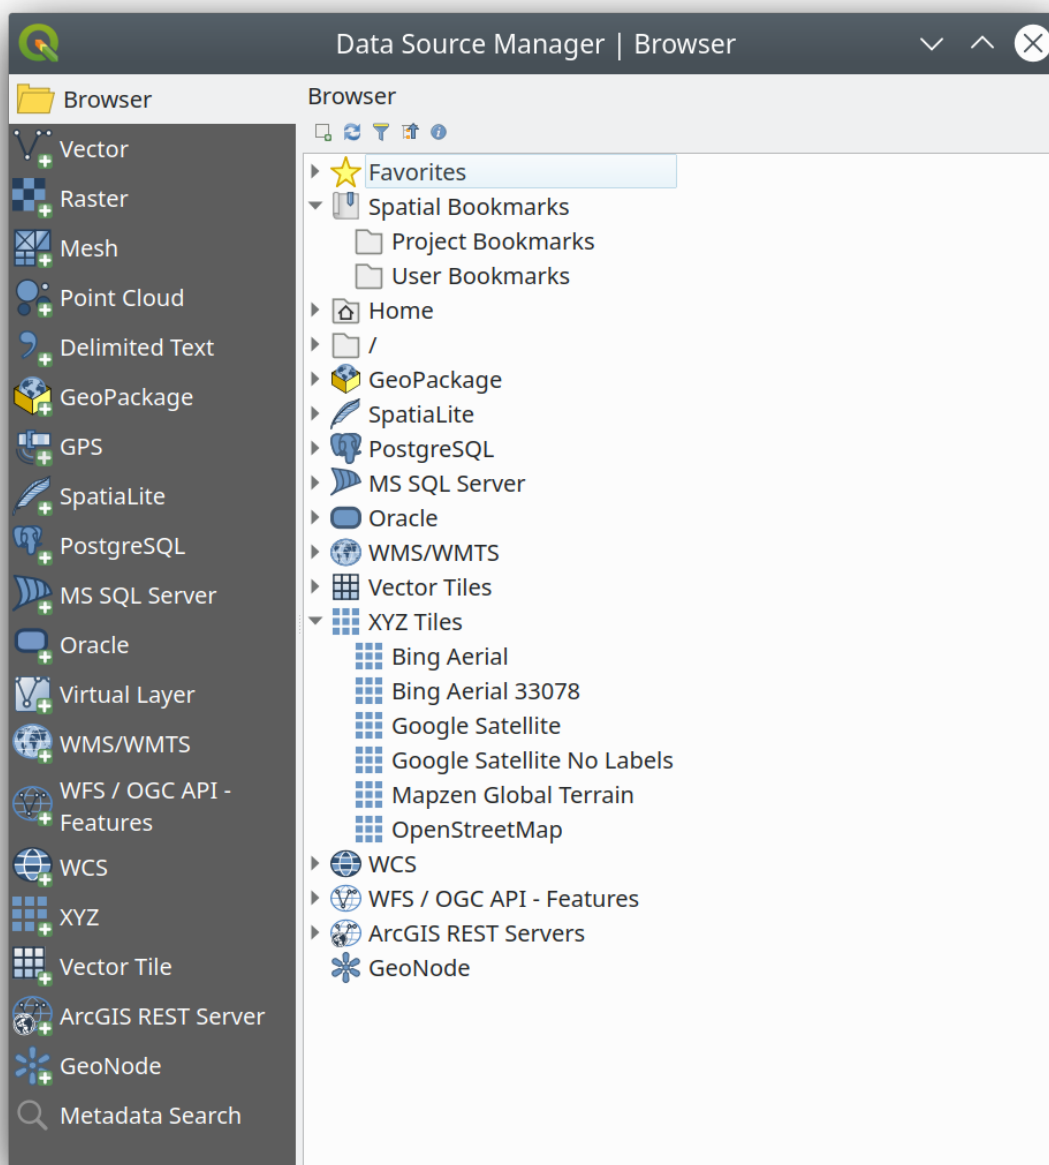 Data Source Manager | Browser
Browser
Vector
Raster
Mesh
Point Cloud
Delimited Text
GeoPackage
GPS
SpatiaLite
PostgreSQL
MS SQL Server
Oracle
Virtual Layer
WMS/WMTS
WFS / OGC API -
Features
WCS
XYZ
Vector Tile
ArcGIS REST Server
GeoNode
Metadata Search
Browser
Favorites
Spatial Bookmarks
Project Bookmarks
User Bookmarks
Home
/
GeoPackage
SpatiaLite
PostgreSQL
MS SQL Server
Oracle
WMS/WMTS
Vector Tiles
XYZ Tiles
Bing Aerial
Bing Aerial 33078
Google Satellite
Google Satellite No Labels
Mapzen Global Terrain
OpenStreetMap
WCS
WFS / OGC API - Features
ArcGIS REST Servers
GeoNode